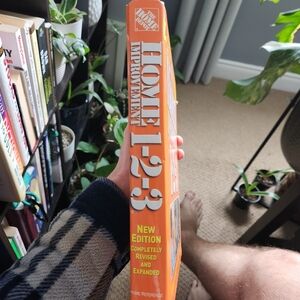 THE
HOME
DEPOT
HOME
IMPROVEMENT
1-2-3
NEW
EDITION
COMPLETELY
REVISED
AND
EXPANDED